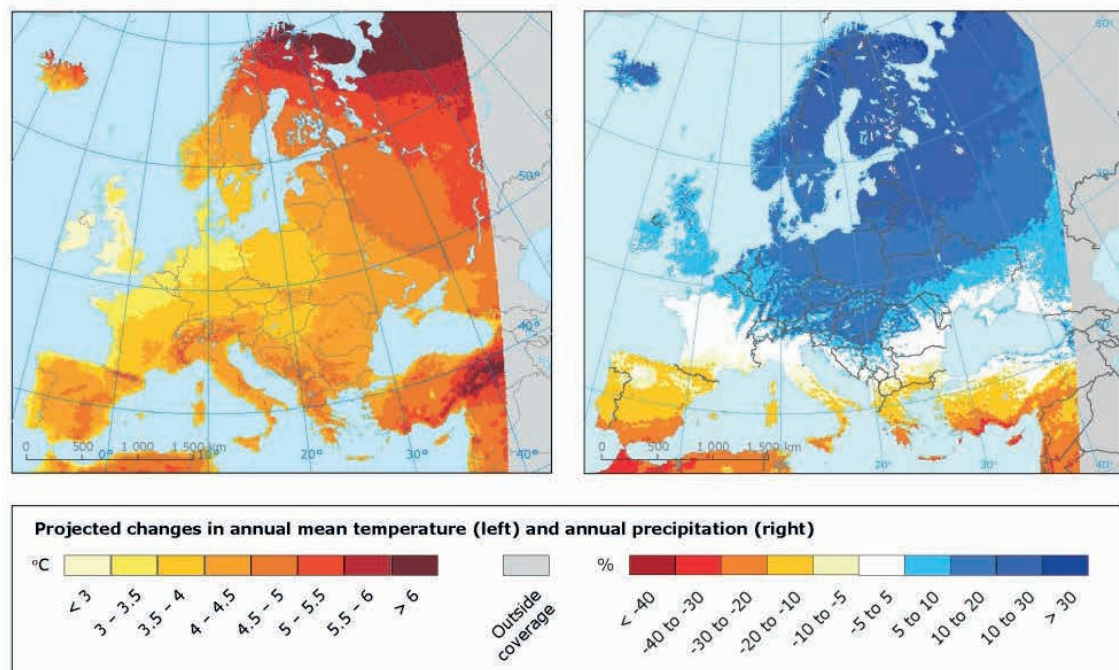 50°
40°
0 500 1 000 1 500 km
0° 10° 20° 30° 40°
60°
50°
40°
0 500 1 000 1 500 km
0° 20° 30° 40°
Projected changes in annual mean temperature (left) and annual precipitation (right)
°C
< 3
3 – 3.5
3.5 – 4
4 – 4.5
4.5 – 5
5 – 5.5
5.5 – 6
> 6
Outside
coverage
%
< -40
-40 to -30
-30 to -20
-20 to -10
-10 to -5
-5 to 5
5 to 10
10 to 20
10 to 30
> 30